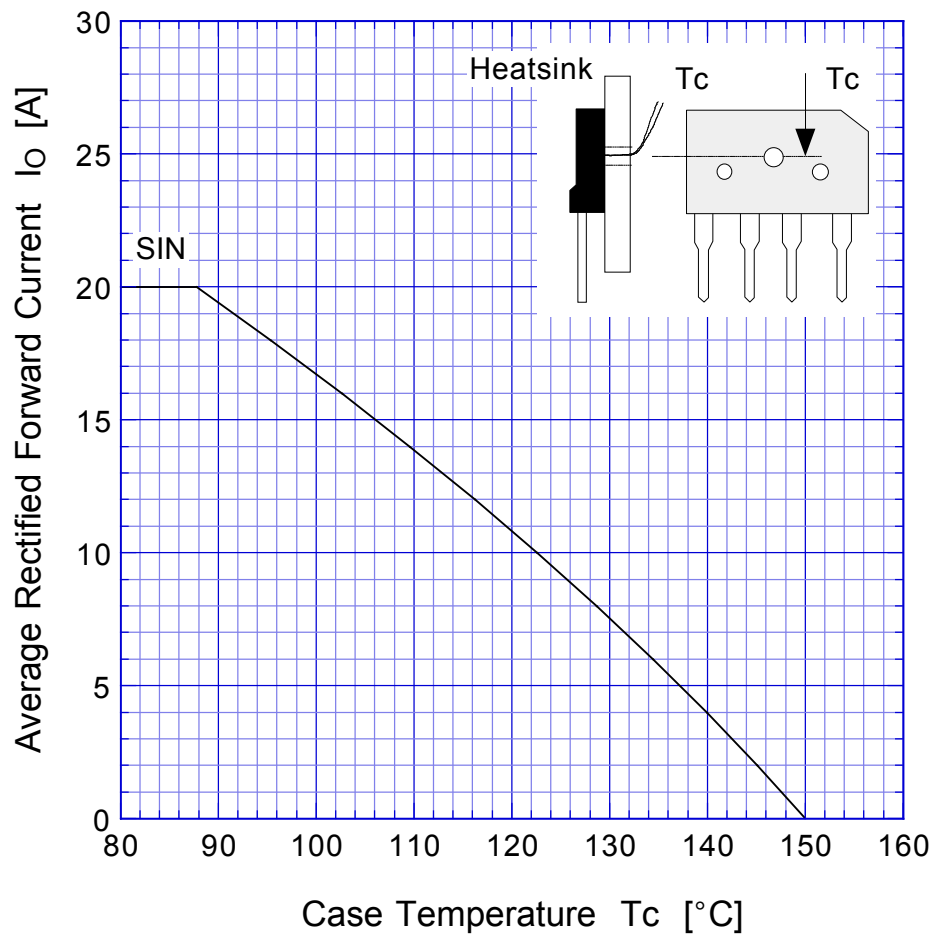 Average Rectified Forward Current IO [A]
30
25
20
15
10
5
0
SIN
Heatsink
Tc
Tc
80 90 100 110 120 130 140 150 160
Case Temperature Tc [°C]